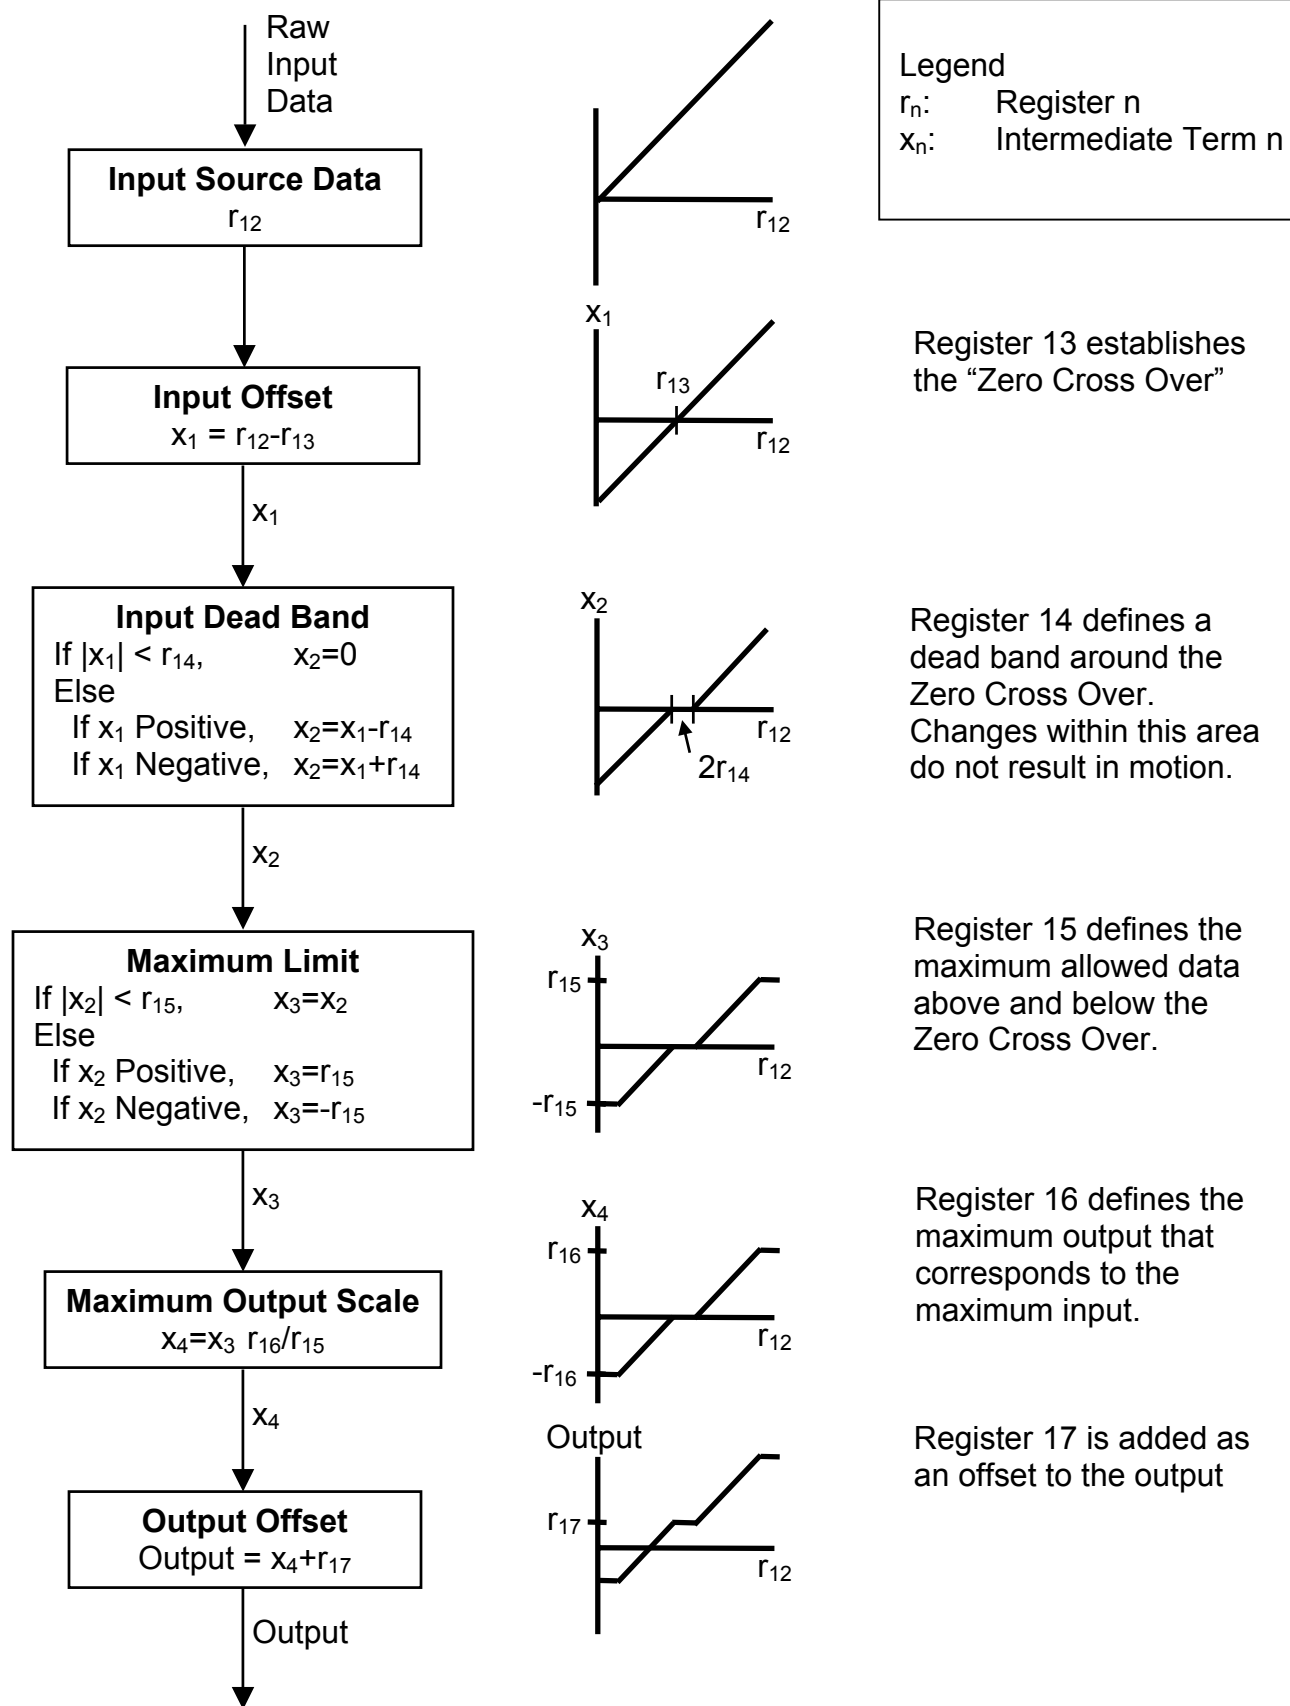 Raw
Input
Data
Legend
rₙ: Register n
xₙ: Intermediate Term n
Input Source Data
r₁₂
r₁₂
Input Offset
x₁ = r₁₂-r₁₃
x₁
r₁₃
r₁₂
Register 13 establishes
the “Zero Cross Over”
x₁
Input Dead Band
If |x₁| < r₁₄, x₂=0
Else
If x₁ Positive, x₂=x₁-r₁₄
If x₁ Negative, x₂=x₁+r₁₄
x₂
r₁₂
2r₁₄
Register 14 defines a
dead band around the
Zero Cross Over.
Changes within this area
do not result in motion.
x₂
Maximum Limit
If |x₂| < r₁₅, x₃=x₂
Else
If x₂ Positive, x₃=r₁₅
If x₂ Negative, x₃=-r₁₅
x₃
r₁₅
r₁₂
-r₁₅
Register 15 defines the
maximum allowed data
above and below the
Zero Cross Over.
x₃
Maximum Output Scale
x₄=x₃ r₁₆/r₁₅
x₄
r₁₆
r₁₂
-r₁₆
Register 16 defines the
maximum output that
corresponds to the
maximum input.
x₄
Output Offset
Output = x₄+r₁₇
Output
r₁₇
r₁₂
Register 17 is added as
an offset to the output
Output